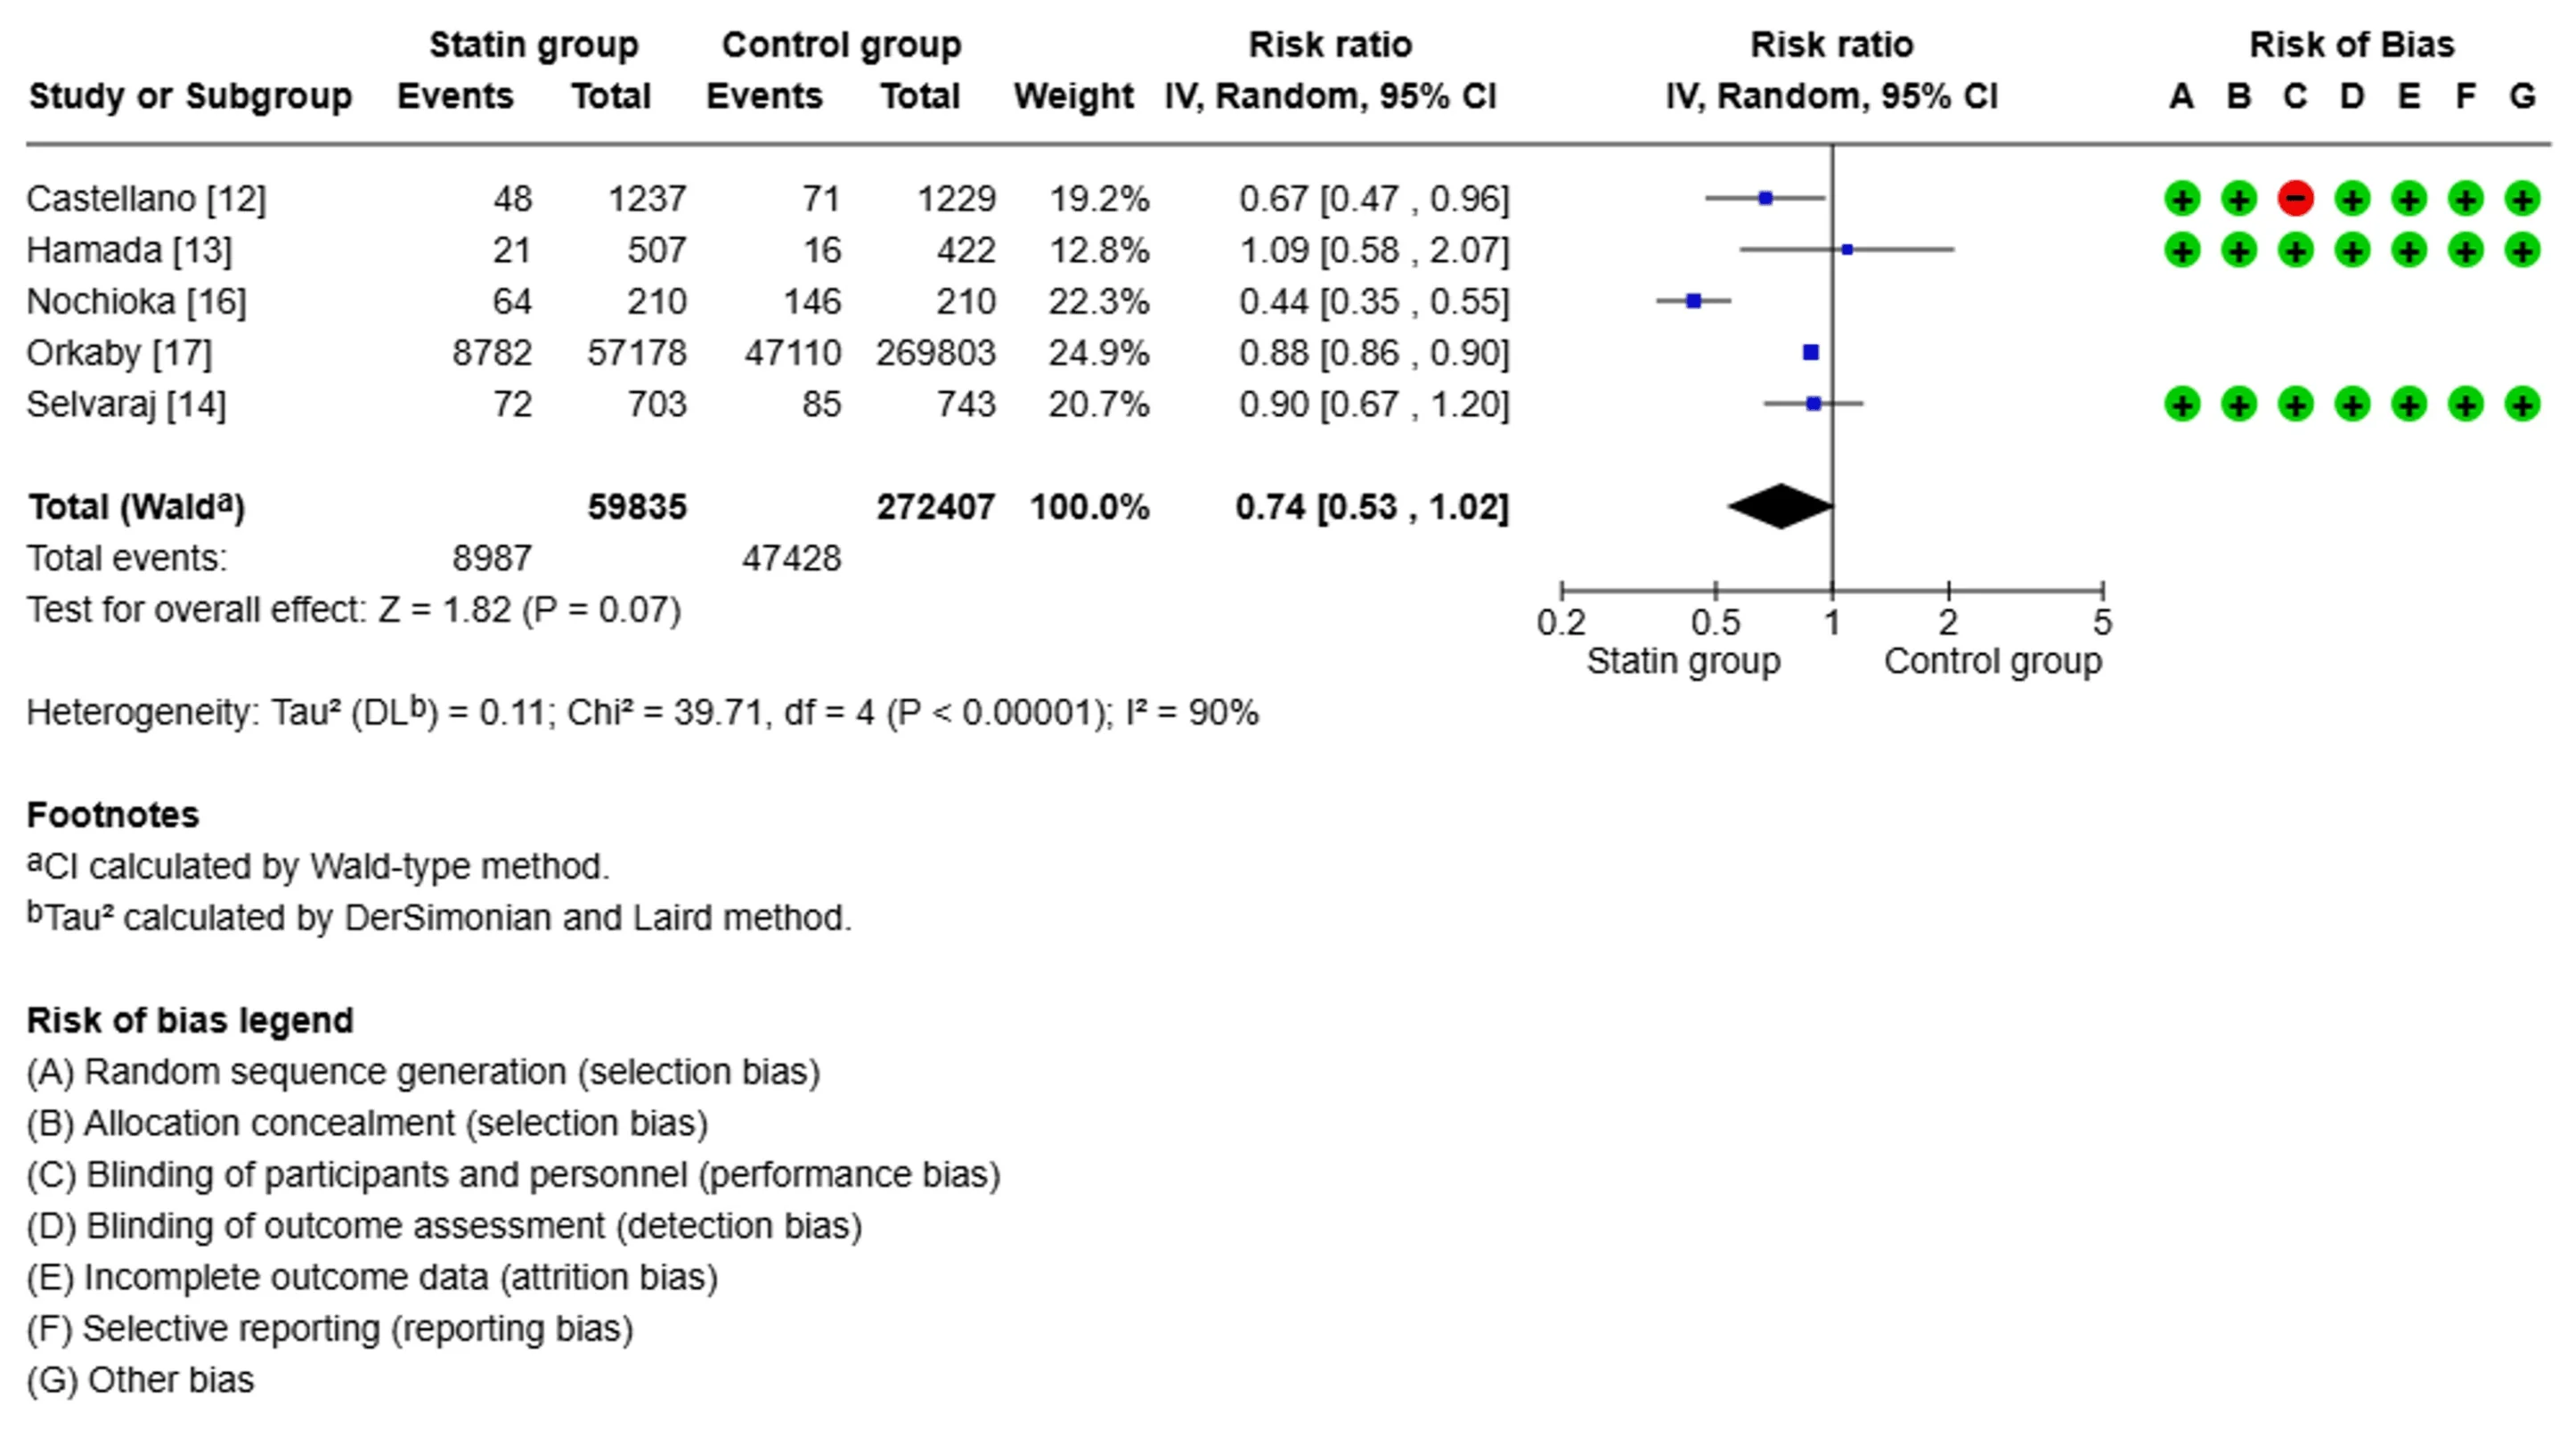 Statin group Control group Risk ratio Risk ratio Risk of Bias
Study or Subgroup Events Total Events Total Weight IV, Random, 95% CI IV, Random, 95% CI A B C D E F G
Castellano [12] 48 1237 71 1229 19.2% 0.67 [0.47 , 0.96] + + − + + + +
Hamada [13] 21 507 16 422 12.8% 1.09 [0.58 , 2.07] + + + + + + +
Nochioka [16] 64 210 146 210 22.3% 0.44 [0.35 , 0.55]
Orkaby [17] 8782 57178 47110 269803 24.9% 0.88 [0.86 , 0.90]
Selvaraj [14] 72 703 85 743 20.7% 0.90 [0.67 , 1.20] + + + + + + +
Total (Waldᵃ) 59835 272407 100.0% 0.74 [0.53 , 1.02]
Total events: 8987 47428
Test for overall effect: Z = 1.82 (P = 0.07)
0.2 0.5 1 2 5
Statin group Control group
Heterogeneity: Tau² (DLᵇ) = 0.11; Chi² = 39.71, df = 4 (P < 0.00001); I² = 90%
Footnotes
ᵃCI calculated by Wald-type method.
ᵇTau² calculated by DerSimonian and Laird method.
Risk of bias legend
(A) Random sequence generation (selection bias)
(B) Allocation concealment (selection bias)
(C) Blinding of participants and personnel (performance bias)
(D) Blinding of outcome assessment (detection bias)
(E) Incomplete outcome data (attrition bias)
(F) Selective reporting (reporting bias)
(G) Other bias